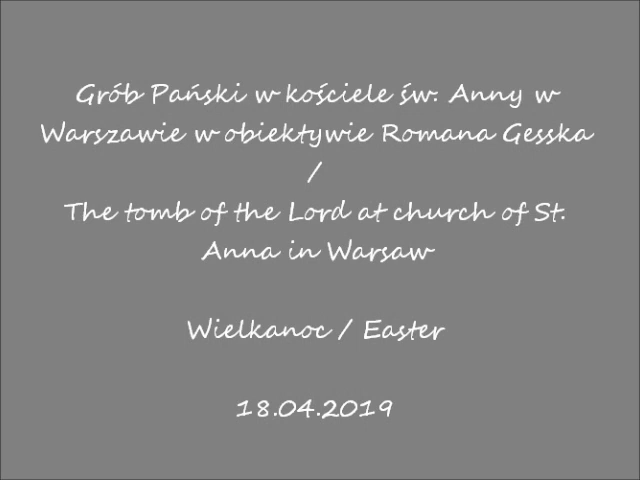 Grób Pański w kościele św. Anny w
Warszawie w obiektywie Romana Gesska
/
The tomb of the Lord at church of St.
Anna in Warsaw
Wielkanoc / Easter
18.04.2019